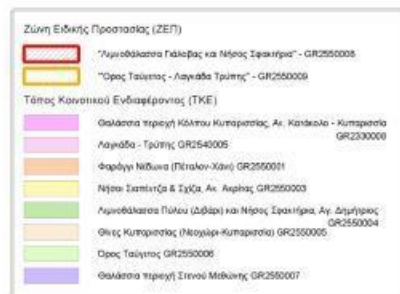 Ζώνη Ειδικής Προστασίας (ΖΕΠ)
"Λιμνοθάλασσα Γιάλοβας και Νήσος Σφακτήρια" - GR2550008
"Όρος Ταΰγετος - Λαγκάδα Τρύπης" - GR2550009
Τόπος Κοινοτικού Ενδιαφέροντος (ΤΚΕ)
Θαλάσσια περιοχή Κόλπου Κυπαρισσίας, Ακ. Κατάκολο - Κυπαρισσία
GR2330008
Λαγκάδα - Τρύπης GR2540005
Φαράγγι Νέδωνα (Πέταλον-Χάνι) GR2550001
Νήσοι Σαπιέντζα & Σχίζα, Ακ. Ακρίτας GR2550003
Λιμνοθάλασσα Πύλου (Διβάρι) και Νήσος Σφακτήρια, Αγ. Δημήτριος
GR2550004
Θίνες Κυπαρισσίας (Νεοχώρι-Κυπαρισσία) GR2550005
Όρος Ταΰγετος GR2550006
Θαλάσσια περιοχή Στενού Μεθώνης GR2550007